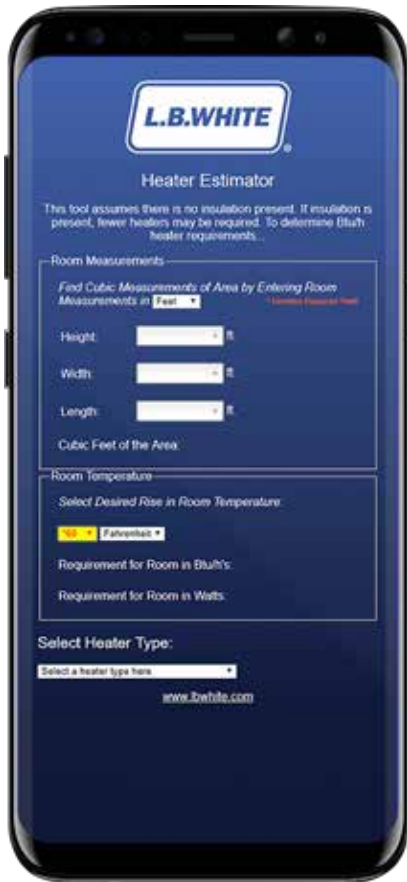 L.B.WHITE
®
Heater Estimator
This tool assumes there is no insulation present. If insulation is
present, fewer heaters may be required. To determine Btu/h
heater requirements...
Room Measurements
Find Cubic Measurements of Area by Entering Room
Measurements in Feet
Height: * ft
Width: * ft
Length: * ft
Cubic Feet of the Area:
Room Temperature
Select Desired Rise in Room Temperature:
Fahrenheit
Requirement for Room in Btu/h's:
Requirement for Room in Watts:
Select Heater Type:
Select a heater type here
www.lbwhite.com